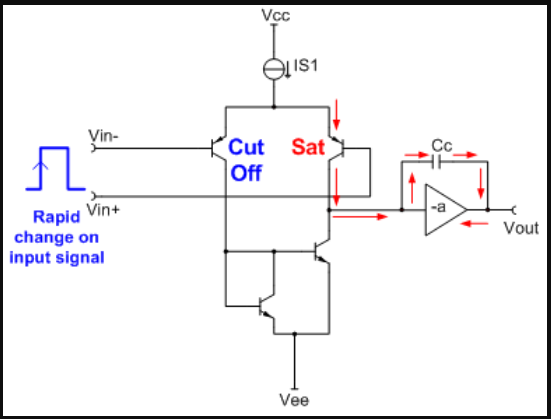 Vcc
IS1
Vin-
Cut
Off
Sat
Cc
Vin+
-a
Vout
Rapid
change on
input signal
Vee